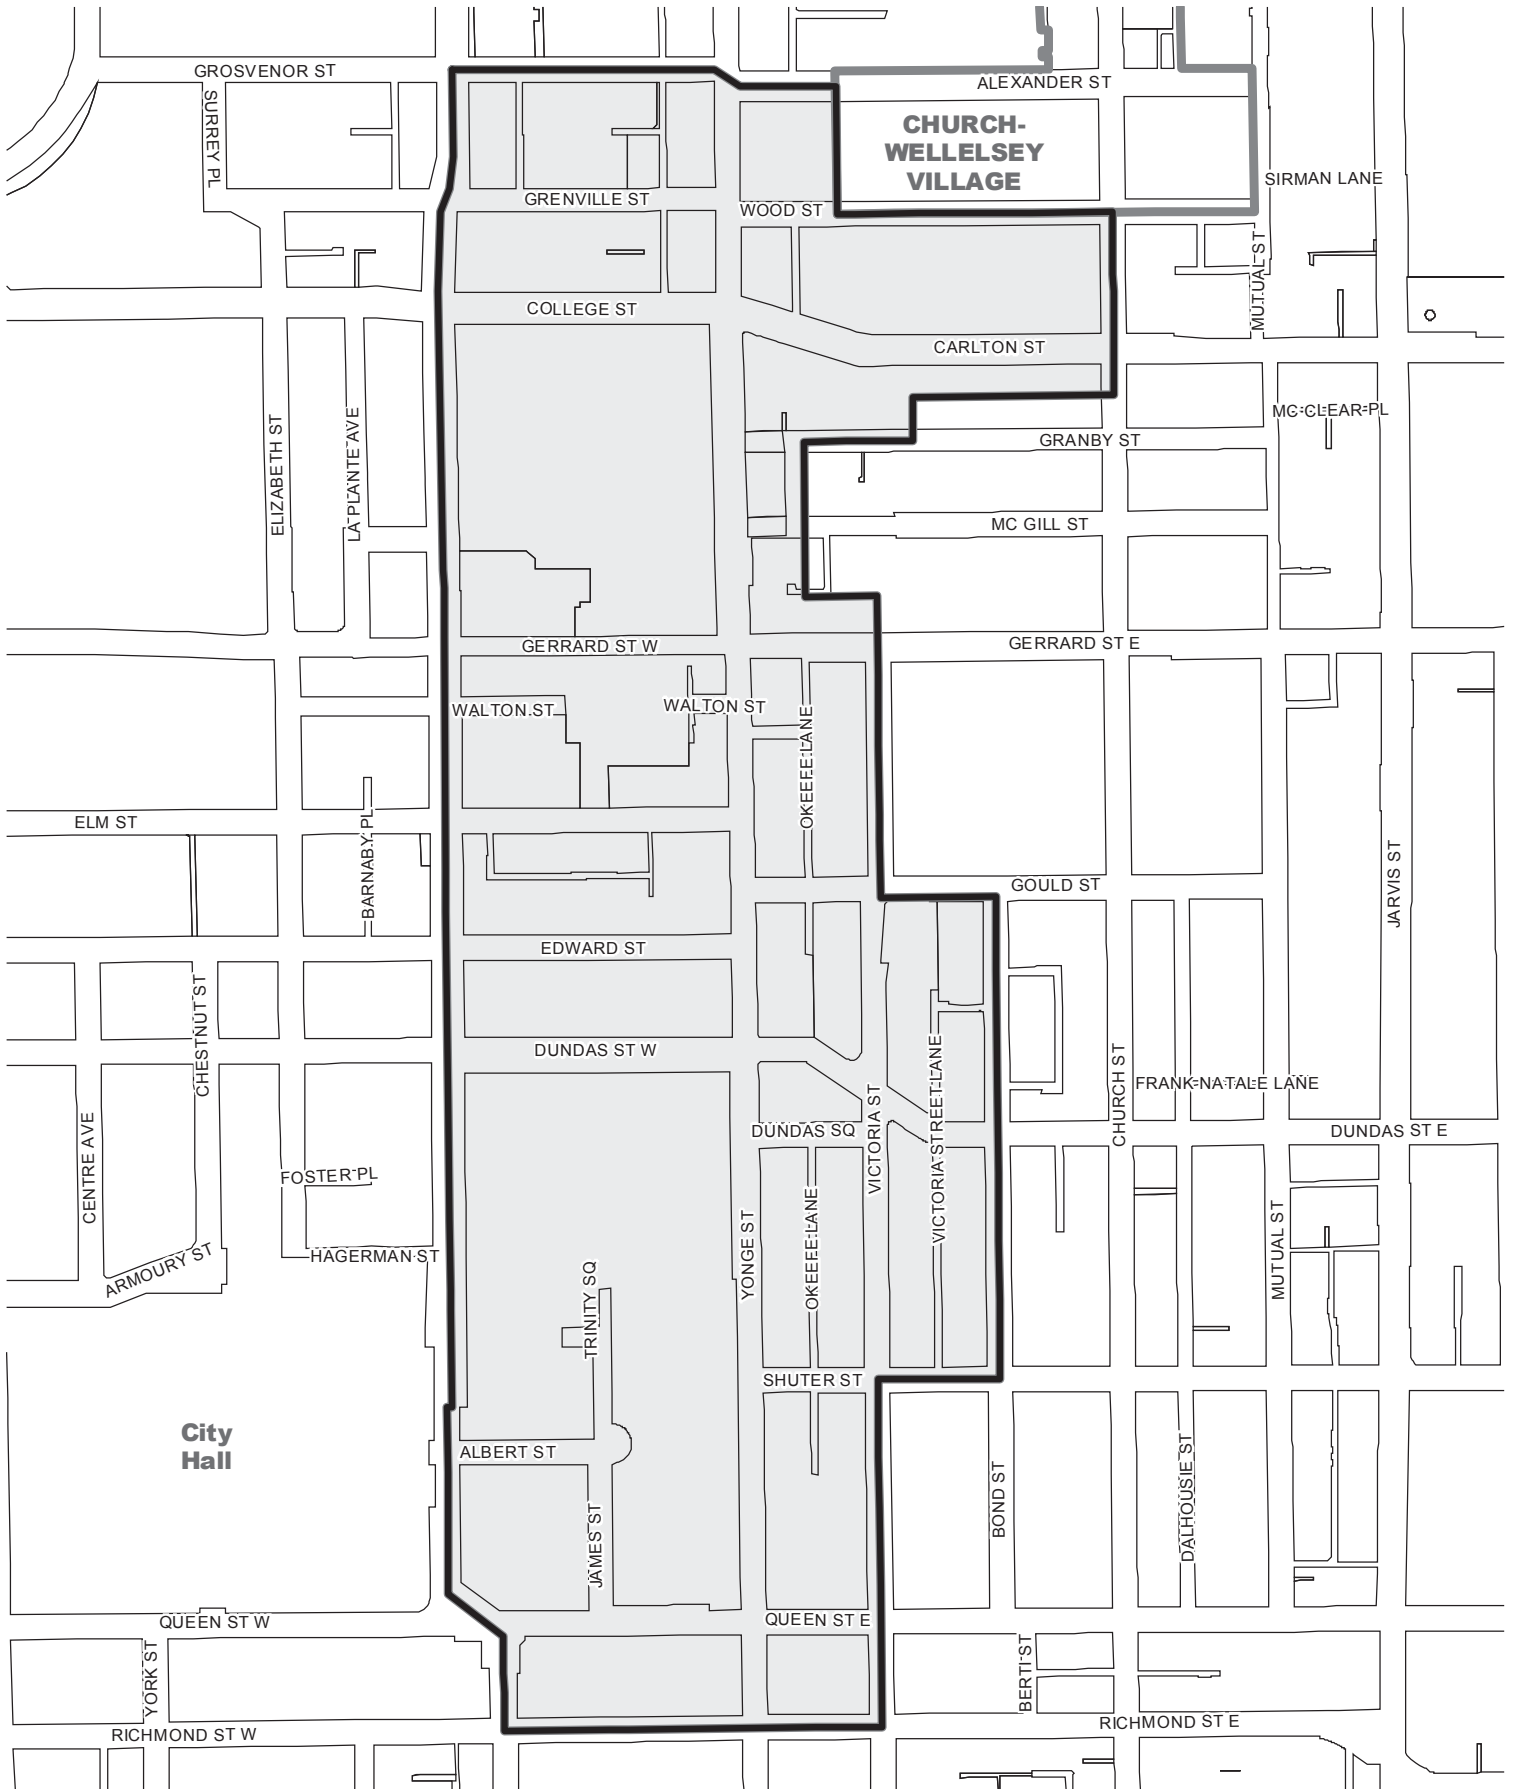 GROSVENOR ST
ALEXANDER ST
SURREY PL
CHURCH-
WELLELSEY
VILLAGE
SIRMAN LANE
GRENVILLE ST
WOOD ST
MUTUAL ST
COLLEGE ST
CARLTON ST
MC CLEAR PL
ELIZABETH ST
LA PLANTE AVE
GRANBY ST
MC GILL ST
GERRARD ST W
GERRARD ST E
WALTON ST
WALTON ST
OKEEFE LANE
ELM ST
BARNABY PL
JARVIS ST
GOULD ST
EDWARD ST
CHESTNUT ST
DUNDAS ST W
VICTORIA STREET LANE
CHURCH ST
FRANK NATALE LANE
CENTRE AVE
VICTORIA ST
DUNDAS SQ
DUNDAS ST E
FOSTER PL
OKEEFE LANE
YONGE ST
MUTUAL ST
HAGERMAN ST
ARMOURY ST
TRINITY SQ
SHUTER ST
City
Hall
ALBERT ST
BOND ST
DALHOUSIE ST
JAMES ST
QUEEN ST W
QUEEN ST E
YORK ST
BERTI ST
RICHMOND ST W
RICHMOND ST E